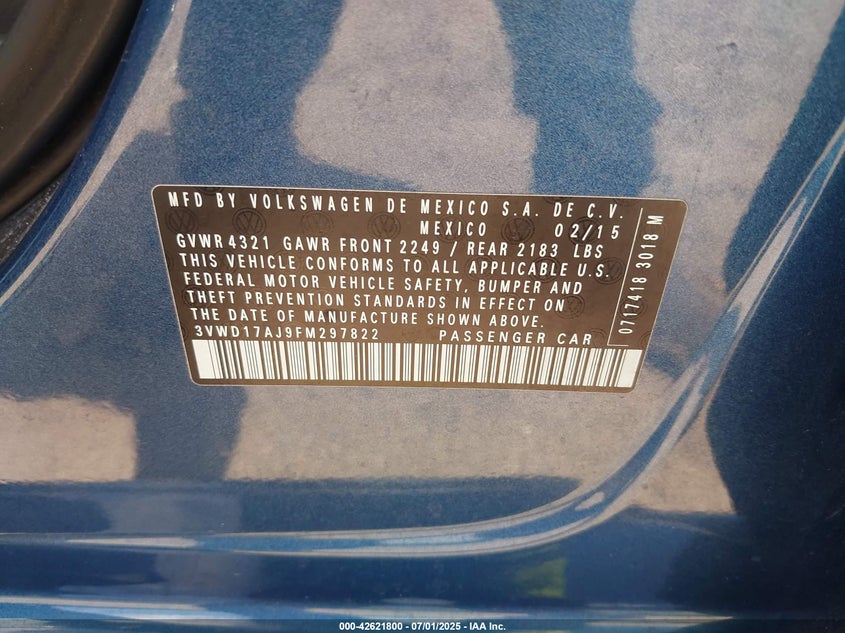 MFD BY VOLKSWAGEN DE MEXICO S.A. DE C.V.
MEXICO 02/15
GVWR 4321 GAWR FRONT 2249 / REAR 2183 LBS
THIS VEHICLE CONFORMS TO ALL APPLICABLE U.S.
FEDERAL MOTOR VEHICLE SAFETY, BUMPER AND
THEFT PREVENTION STANDARDS IN EFFECT ON
THE DATE OF MANUFACTURE SHOWN ABOVE.
3VWD17AJ9FM297822 PASSENGER CAR
0717418 3018 M
000-42621800 - 07/01/2025 - IAA Inc.